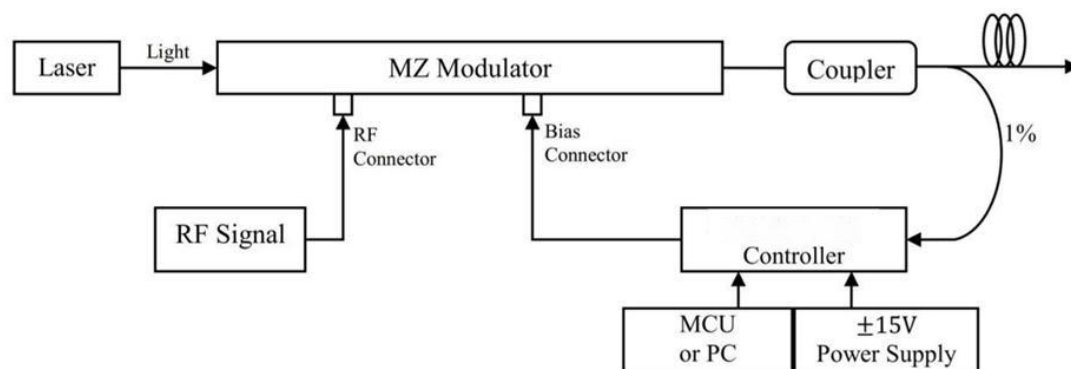 Laser
Light
MZ Modulator
Coupler
RF
Connector
Bias
Connector
1%
RF Signal
Controller
MCU
or PC
±15V
Power Supply